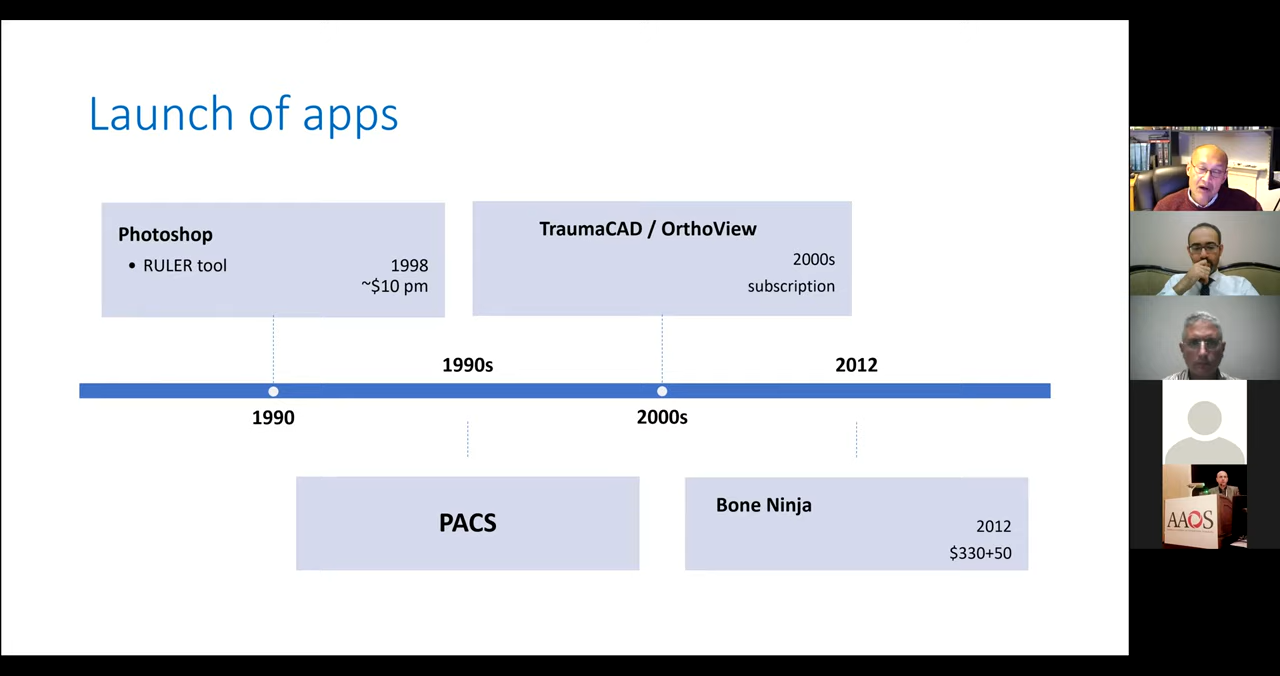 Launch of apps
Photoshop
• RULER tool
1998
~$10 pm
TraumaCAD / OrthoView
2000s
subscription
1990s
2012
1990
2000s
PACS
Bone Ninja
2012
$330+50
AAOS